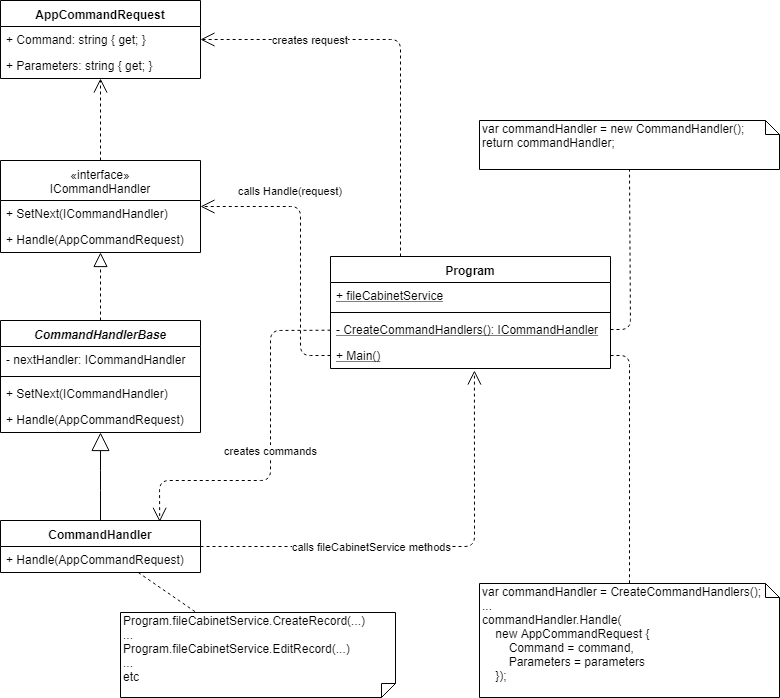 AppCommandRequest
+ Command: string { get; }
+ Parameters: string { get; }
creates request
var commandHandler = new CommandHandler();
return commandHandler;
«interface»
ICommandHandler
+ SetNext(ICommandHandler)
+ Handle(AppCommandRequest)
calls Handle(request)
Program
+ fileCabinetService
- CreateCommandHandlers(): ICommandHandler
+ Main()
CommandHandlerBase
- nextHandler: ICommandHandler
+ SetNext(ICommandHandler)
+ Handle(AppCommandRequest)
creates commands
CommandHandler
+ Handle(AppCommandRequest)
calls fileCabinetService methods
Program.fileCabinetService.CreateRecord(...)
...
Program.fileCabinetService.EditRecord(...)
...
etc
var commandHandler = CreateCommandHandlers();
...
commandHandler.Handle(
new AppCommandRequest {
Command = command,
Parameters = parameters
});